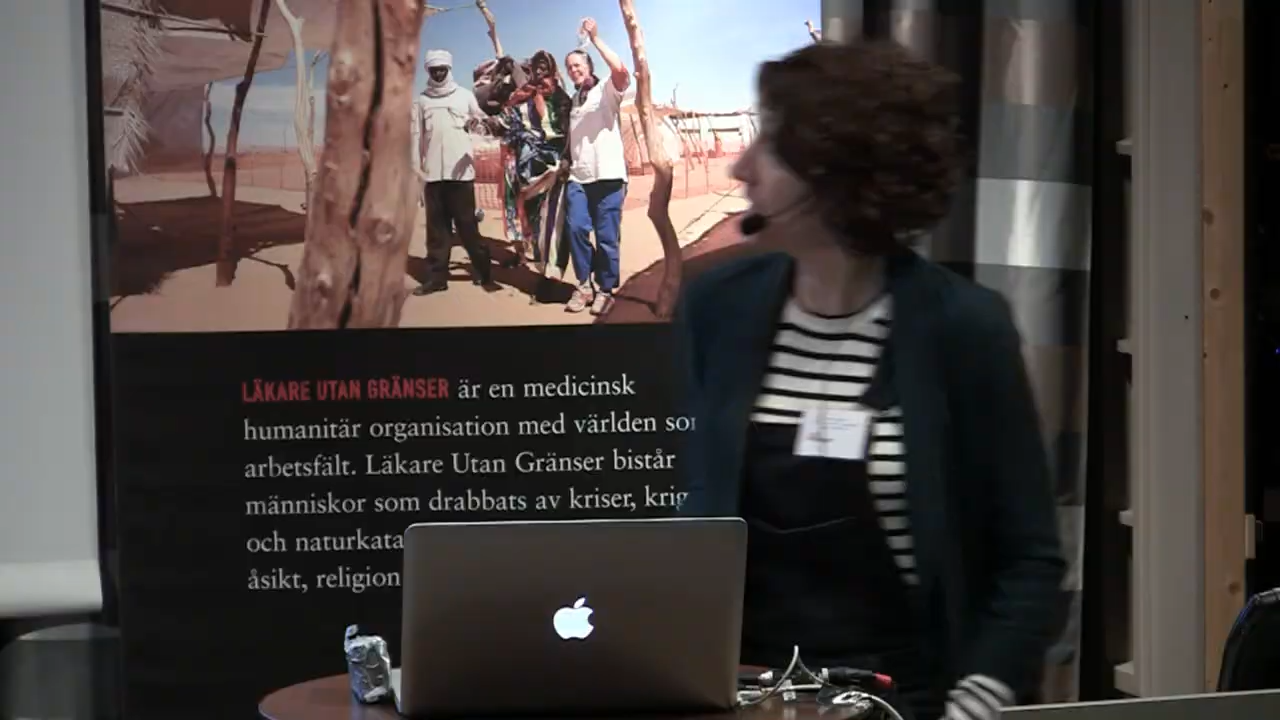 LÄKARE UTAN GRÄNSER är en medicinsk
humanitär organisation med världen
arbetsfält. Läkare Utan Gränser bistår
människor som drabbats av kriser,
och
åsikt, religion